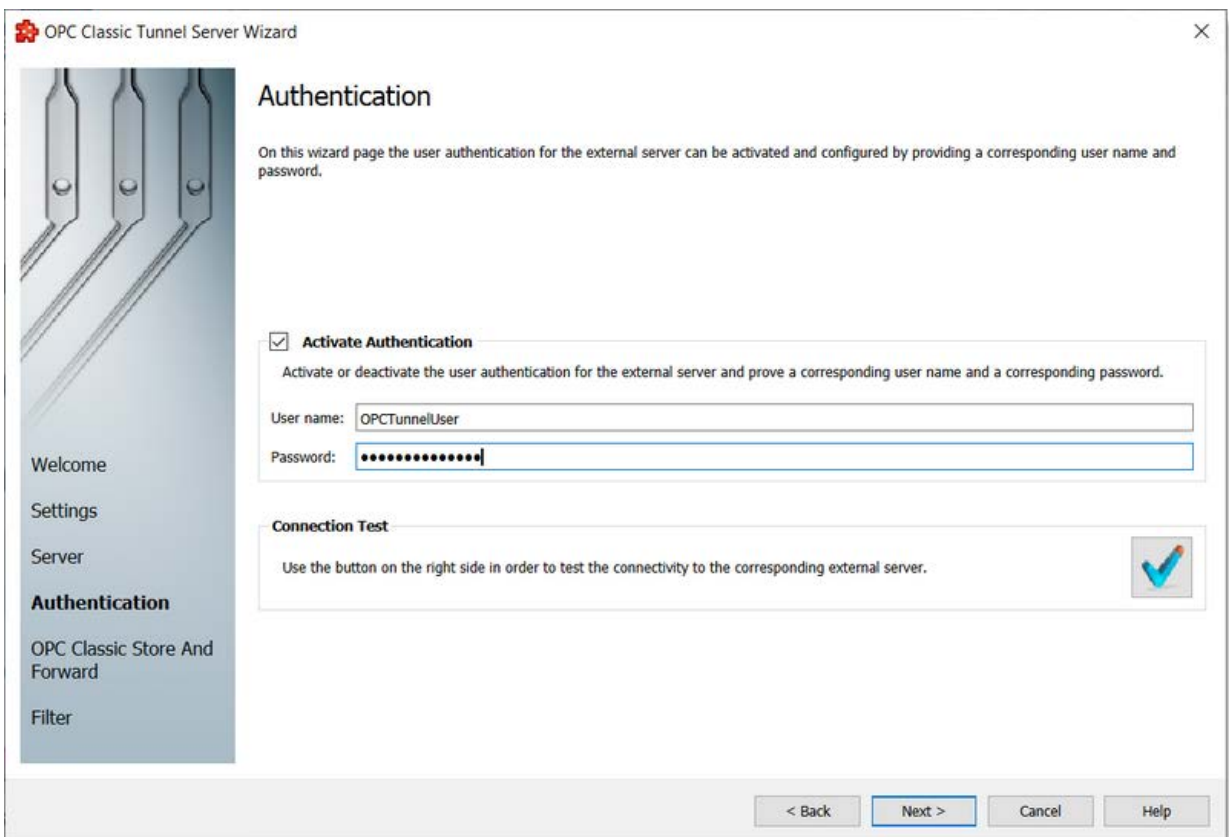 OPC Classic Tunnel Server Wizard
Authentication
On this wizard page the user authentication for the external server can be activated and configured by providing a corresponding user name and
password.
Activate Authentication
Activate or deactivate the user authentication for the external server and prove a corresponding user name and a corresponding password.
User name: OPCTunnelUser
Password: ••••••••••••••
Connection Test
Use the button on the right side in order to test the connectivity to the corresponding external server.
Welcome
Settings
Server
Authentication
OPC Classic Store And
Forward
Filter
< Back Next > Cancel Help